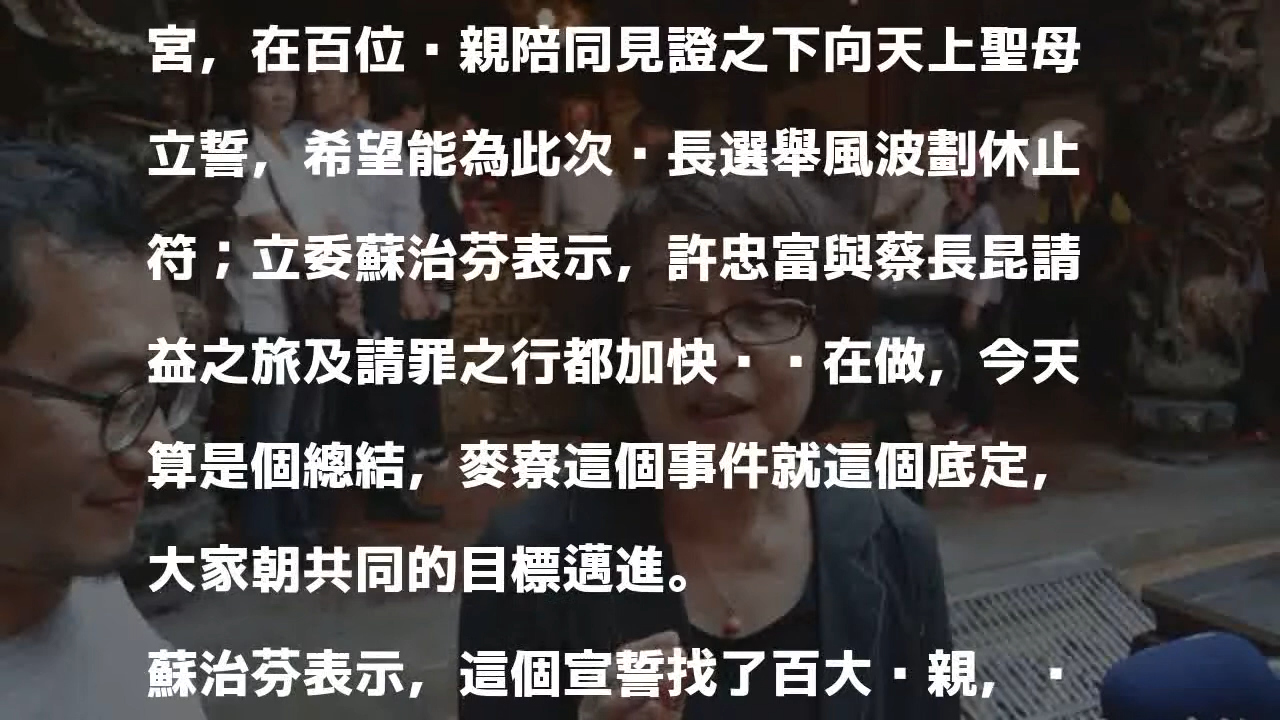 宮，在百位·親陪同見證之下向天上聖母
立誓，希望能為此次·長選舉風波劃休止
符；立委蘇治芬表示，許忠富與蔡長昆請
益之旅及請罪之行都加快··在做，今天
算是個總結，麥寮這個事件就這個底定，
大家朝共同的目標邁進。
蘇治芬表示，這個宣誓找了百大·親，·